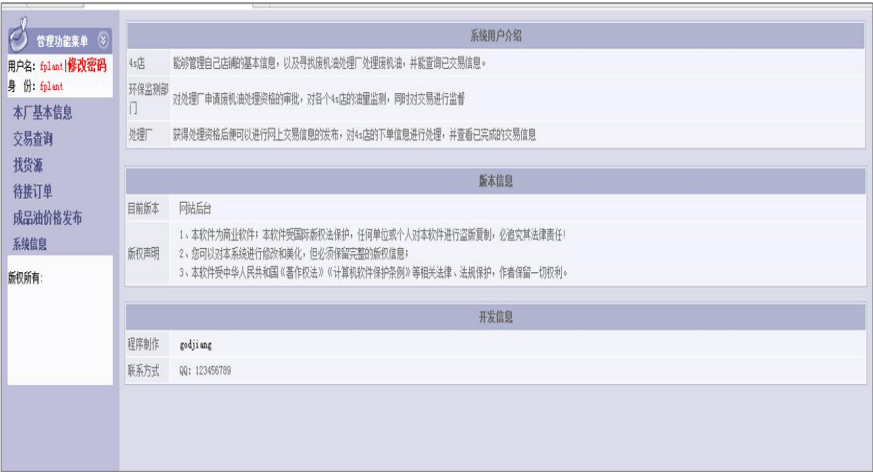 管理功能菜单
用户名: fplant|修改密码
身 份: fplant
本厂基本信息
交易查询
找货源
待接订单
成品油价格发布
系统信息
版权所有:
系统用户介绍
4s店 能够管理自己店铺的基本信息，以及寻找废机油处理厂处理废机油，并能查询已交易信息。
环保监测部
门
对处理厂申请废机油处理资格的审批，对各个4s店的油量监测，同时对交易进行监督
处理厂 获得处理资格后便可以进行网上交易信息的发布，对4s店的下单信息进行处理，并查看已完成的交易信息
版本信息
目前版本 网站后台
版权声明
1、本软件为商业软件；本软件受国际版权法保护，任何单位或个人对本软件进行盗版复制，必追究其法律责任!
2、您可以对本系统进行修改和美化，但必须保留完整的版权信息；
3、本软件受中华人民共和国《著作权法》《计算机软件保护条例》等相关法律、法规保护，作者保留一切权利。
开发信息
程序制作 godjiang
联系方式 QQ: 123456789